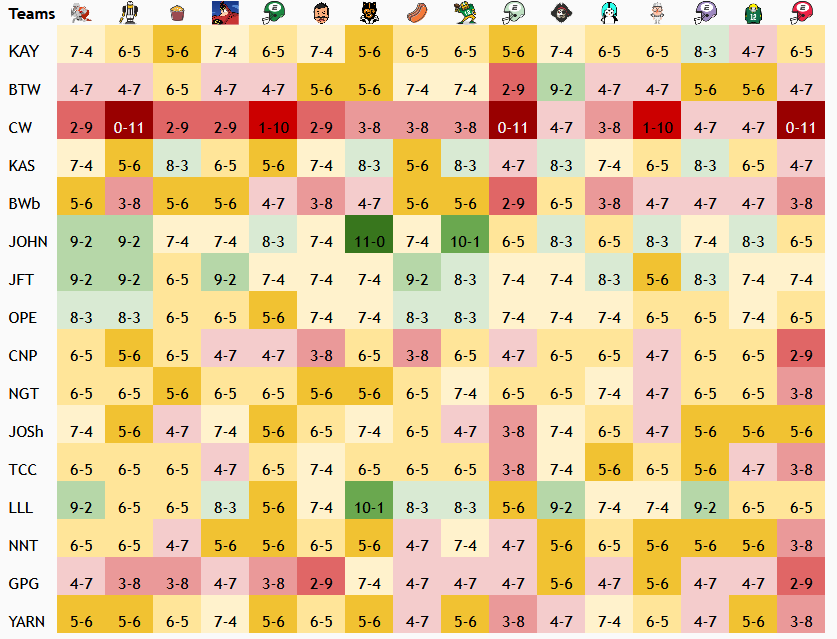 Teams
KAY 7-4 6-5 5-6 7-4 6-5 7-4 5-6 6-5 6-5 5-6 7-4 6-5 6-5 8-3 4-7 6-5
BTW 4-7 4-7 6-5 4-7 4-7 5-6 5-6 7-4 7-4 2-9 9-2 4-7 4-7 5-6 5-6 4-7
CW 2-9 0-11 2-9 2-9 1-10 2-9 3-8 3-8 3-8 0-11 4-7 3-8 1-10 4-7 4-7 0-11
KAS 7-4 5-6 8-3 6-5 5-6 7-4 8-3 5-6 8-3 4-7 8-3 7-4 6-5 8-3 6-5 4-7
BWb 5-6 3-8 5-6 5-6 4-7 3-8 4-7 5-6 5-6 2-9 6-5 3-8 4-7 4-7 4-7 3-8
JOHN 9-2 9-2 7-4 7-4 8-3 7-4 11-0 7-4 10-1 6-5 8-3 6-5 8-3 7-4 8-3 6-5
JFT 9-2 9-2 6-5 9-2 7-4 7-4 7-4 9-2 8-3 7-4 7-4 8-3 5-6 8-3 7-4 7-4
OPE 8-3 8-3 6-5 6-5 5-6 7-4 7-4 8-3 8-3 7-4 7-4 7-4 6-5 6-5 7-4 6-5
CNP 6-5 5-6 6-5 4-7 4-7 3-8 6-5 3-8 6-5 4-7 6-5 6-5 4-7 6-5 6-5 2-9
NGT 6-5 6-5 5-6 6-5 6-5 5-6 5-6 6-5 7-4 6-5 6-5 7-4 4-7 6-5 6-5 3-8
JOSh 7-4 5-6 4-7 7-4 5-6 6-5 7-4 6-5 4-7 3-8 7-4 6-5 4-7 5-6 5-6 5-6
TCC 6-5 6-5 6-5 4-7 6-5 7-4 6-5 6-5 6-5 3-8 7-4 5-6 6-5 5-6 4-7 3-8
LLL 9-2 6-5 6-5 8-3 5-6 7-4 10-1 8-3 8-3 5-6 9-2 7-4 7-4 9-2 6-5 6-5
NNT 6-5 6-5 4-7 5-6 5-6 6-5 5-6 4-7 7-4 4-7 5-6 6-5 5-6 5-6 5-6 3-8
GPG 4-7 3-8 3-8 4-7 3-8 2-9 7-4 4-7 4-7 4-7 5-6 4-7 5-6 4-7 4-7 2-9
YARN 5-6 5-6 6-5 7-4 5-6 6-5 5-6 4-7 5-6 3-8 4-7 7-4 6-5 4-7 5-6 3-8